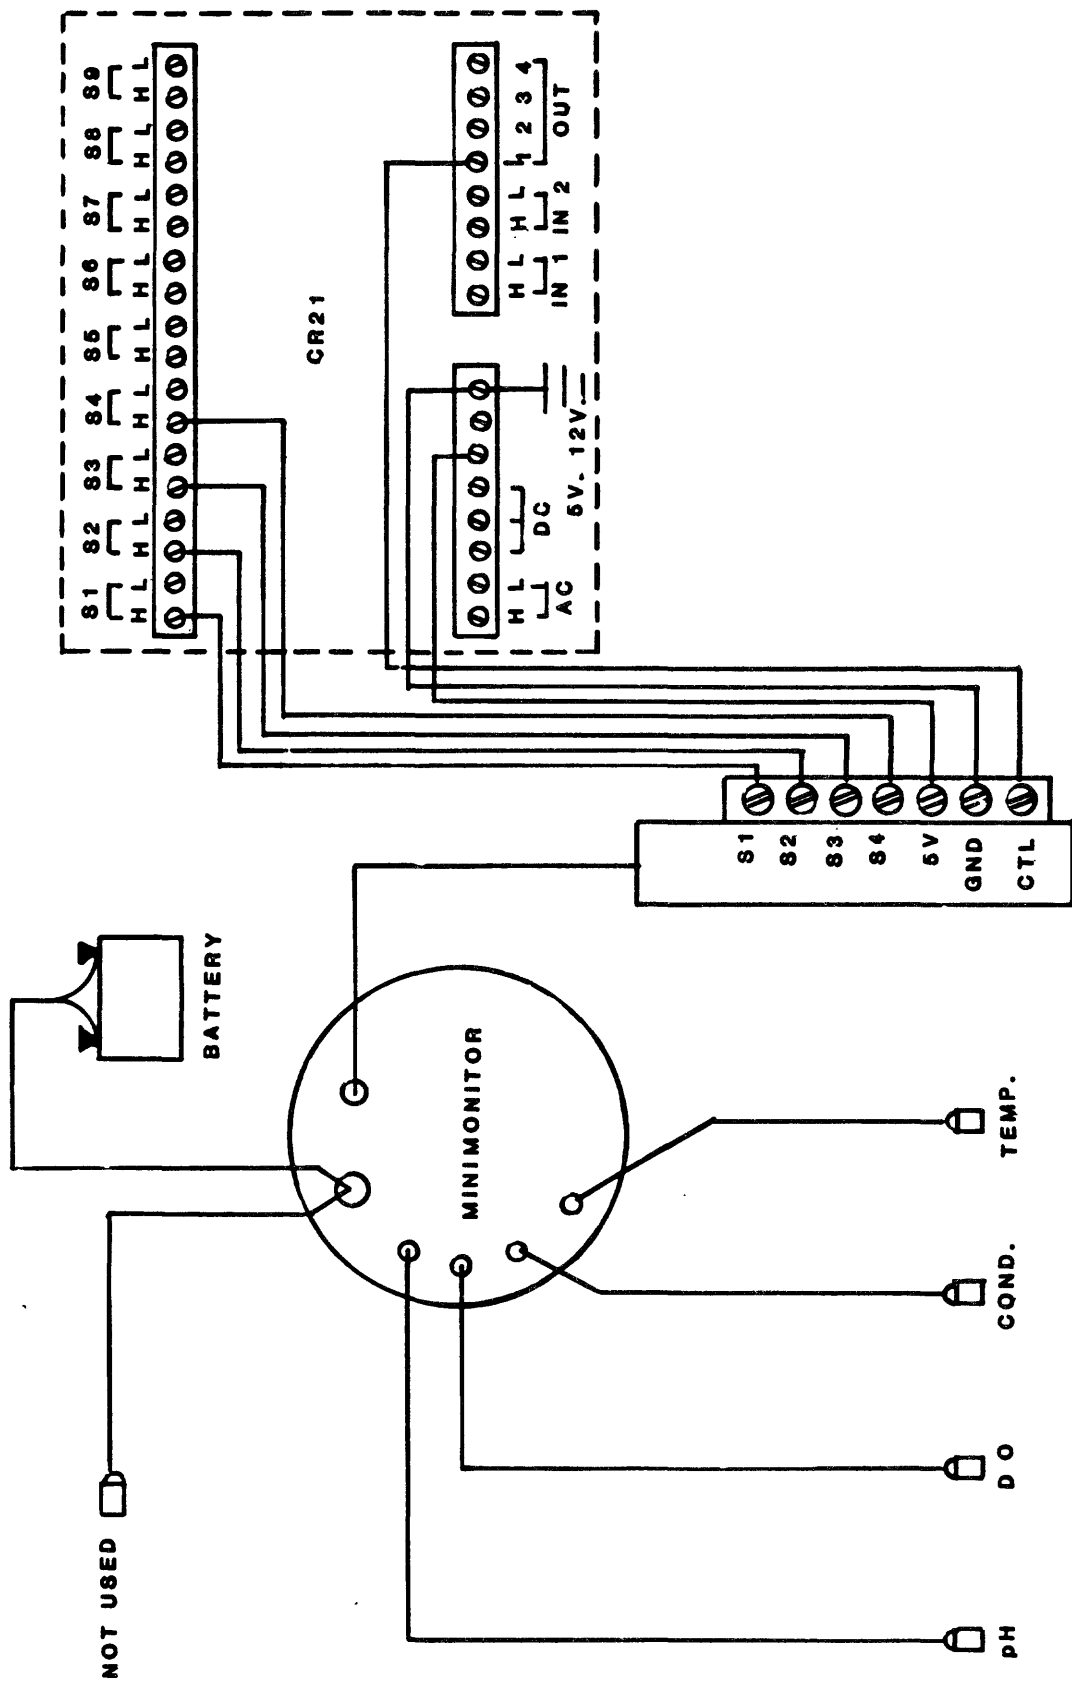 S1 S2 S3 S4 S5 S6 S7 S8 S9
H L H L H L H L H L H L H L H L H L
CR21
H L H L H L 1 2 3 4
AC DC 5V. 12V. IN 1 IN 2 OUT
S1
S2
S3
S4
5V
GND
CTL
BATTERY
MINIMONITOR
NOT USED
pH DO COND. TEMP.